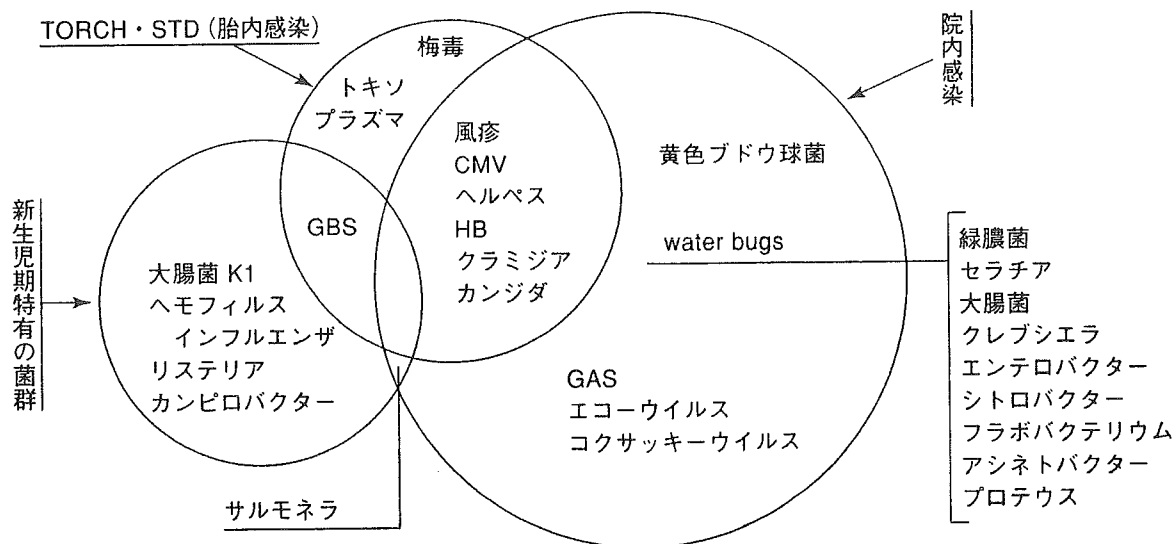 TORCH・STD（胎内感染）
梅毒
トキソ
プラズマ
院内感染
風疹
CMV
ヘルペス
HB
クラミジア
カンジダ
黄色ブドウ球菌
新生児期特有の菌群
GBS
大腸菌 K1
ヘモフィルス
インフルエンザ
リステリア
カンピロバクター
water bugs
緑膿菌
セラチア
大腸菌
クレブシエラ
エンテロバクター
シトロバクター
フラボバクテリウム
アシネトバクター
プロテウス
GAS
エコーウイルス
コクサッキーウイルス
サルモネラ